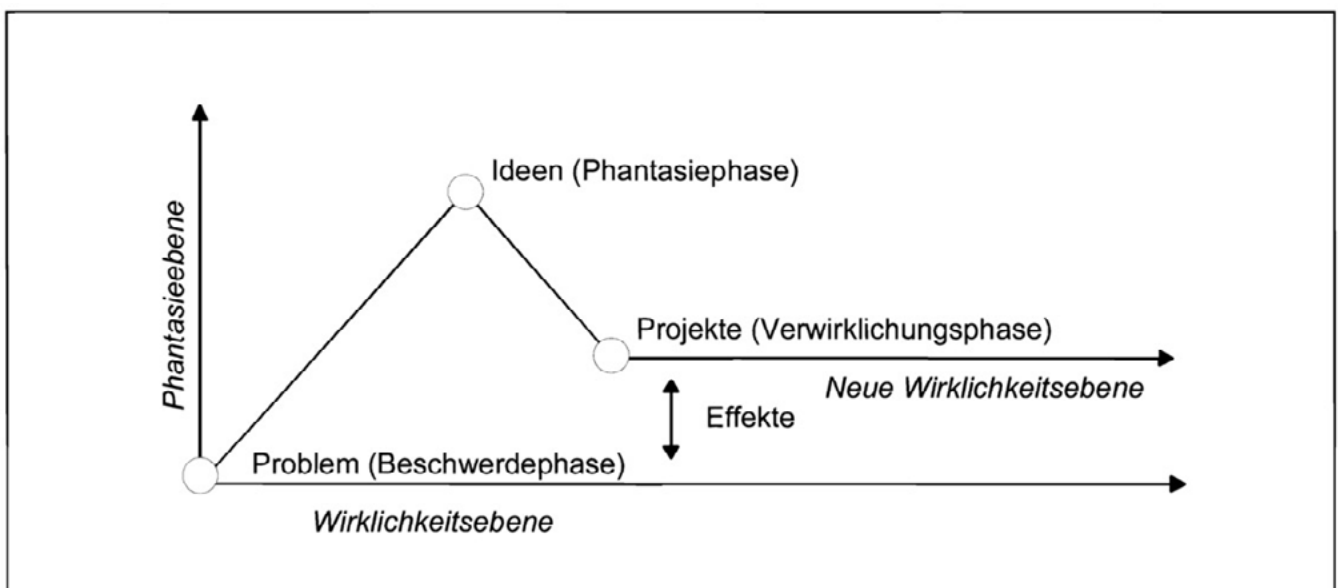 Ideen (Phantasiephase)
Phantasieebene
Projekte (Verwirklichungsphase)
Neue Wirklichkeitsebene
Effekte
Problem (Beschwerdephase)
Wirklichkeitsebene